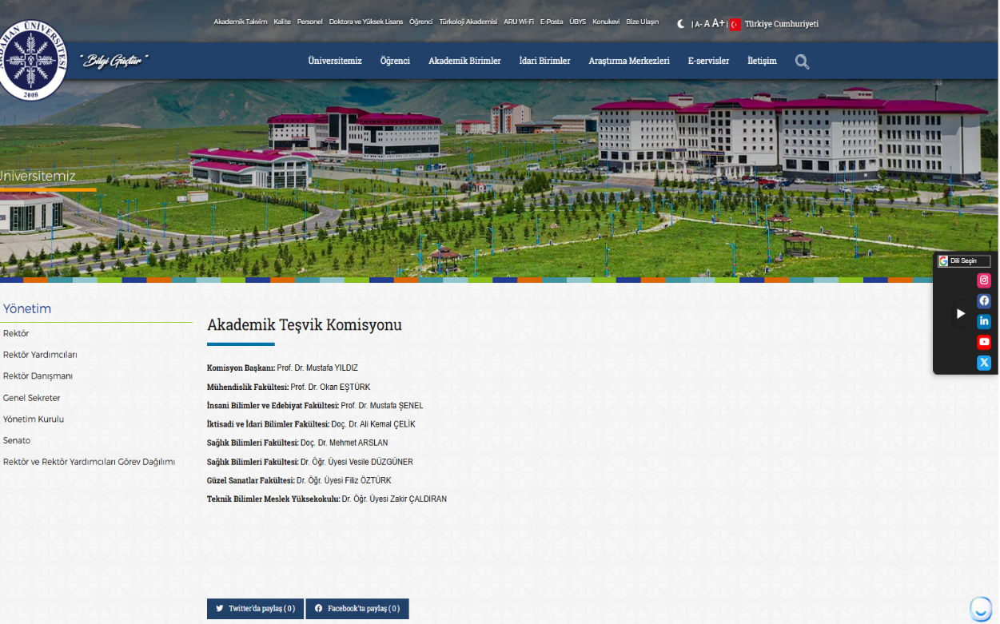 Akademik Takvim Kalite Personel Doktora ve Yüksek Lisans Öğrenci Türkoloji Akademisi ARU Wi-Fi E-Posta ÜBYS Konukevi Bize Ulaşın | A- A A+ | Türkiye Cumhuriyeti
ARDAHAN ÜNİVERSİTESİ
2008
" Bilgi Güçtür "
Üniversitemiz Öğrenci Akademik Birimler İdari Birimler Araştırma Merkezleri E-servisler İletişim
Üniversitemiz
Dili Seçin
Yönetim
Rektör
Rektör Yardımcıları
Rektör Danışmanı
Genel Sekreter
Yönetim Kurulu
Senato
Rektör ve Rektör Yardımcıları Görev Dağılımı
Akademik Teşvik Komisyonu
Komisyon Başkanı: Prof. Dr. Mustafa YILDIZ
Mühendislik Fakültesi: Prof. Dr. Okan EŞTÜRK
İnsani Bilimler ve Edebiyat Fakültesi: Prof. Dr. Mustafa ŞENEL
İktisadi ve İdari Bilimler Fakültesi: Doç. Dr. Ali Kemal ÇELİK
Sağlık Bilimleri Fakültesi: Doç. Dr. Mehmet ARSLAN
Sağlık Bilimleri Fakültesi: Dr. Öğr. Üyesi Vesile DÜZGÜNER
Güzel Sanatlar Fakültesi: Dr. Öğr. Üyesi Filiz ÖZTÜRK
Teknik Bilimler Meslek Yüksekokulu: Dr. Öğr. Üyesi Zakir ÇALDIRAN
Twitter'da paylaş ( 0 ) Facebook'ta paylaş ( 0 )